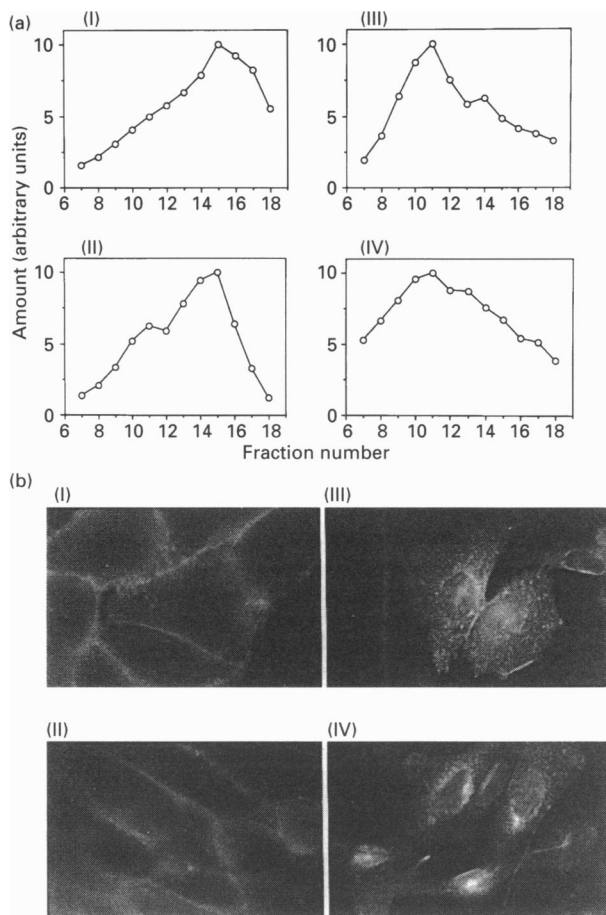 (a)
(I)
(III)
10
5
0
6 8 10 12 14 16 18
10
5
0
6 8 10 12 14 16 18
Amount (arbitrary units)
(II)
(IV)
10
5
0
6 8 10 12 14 16 18
10
5
0
6 8 10 12 14 16 18
Fraction number
(b)
(I)
(III)
(II)
(IV)